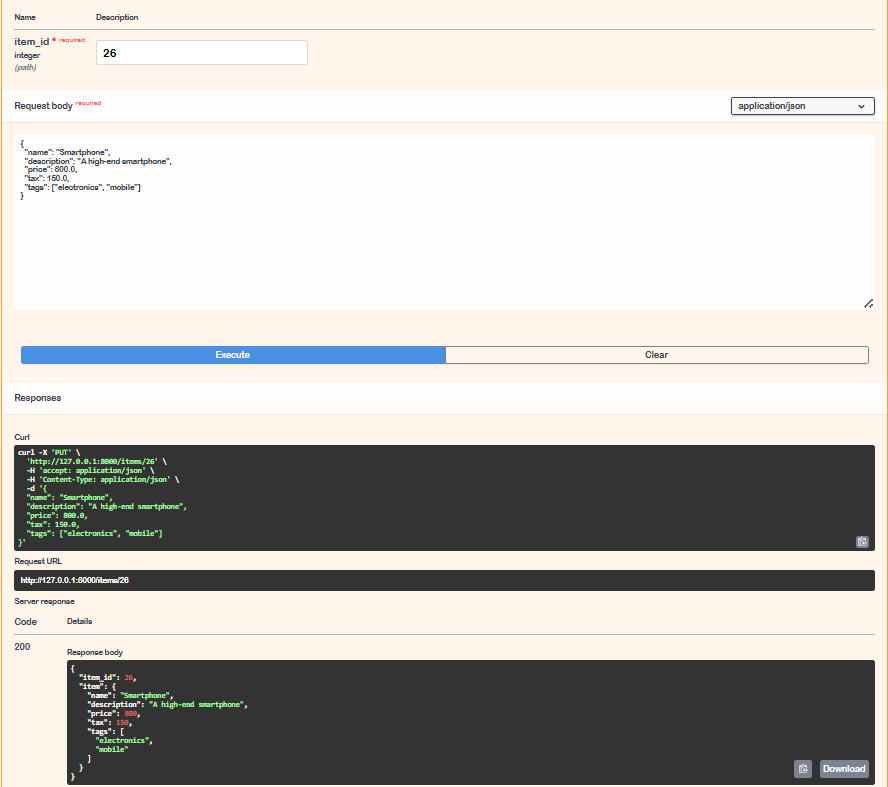 Name Description
item_id * required
integer
(path)
26
Request body required
application/json
{
  "name": "Smartphone",
  "description": "A high-end smartphone",
  "price": 800.0,
  "tax": 150.0,
  "tags": ["electronics", "mobile"]
}
Execute Clear
Responses
Curl
curl -X 'PUT' \
  'http://127.0.0.1:8000/items/26' \
  -H 'accept: application/json' \
  -H 'Content-Type: application/json' \
  -d '{
  "name": "Smartphone",
  "description": "A high-end smartphone",
  "price": 800.0,
  "tax": 150.0,
  "tags": ["electronics", "mobile"]
}'
Request URL
http://127.0.0.1:8000/items/26
Server response
Code Details
200
Response body
{
  "item_id": 26,
  "item": {
    "name": "Smartphone",
    "description": "A high-end smartphone",
    "price": 800,
    "tax": 150,
    "tags": [
      "electronics",
      "mobile"
    ]
  }
}
Download